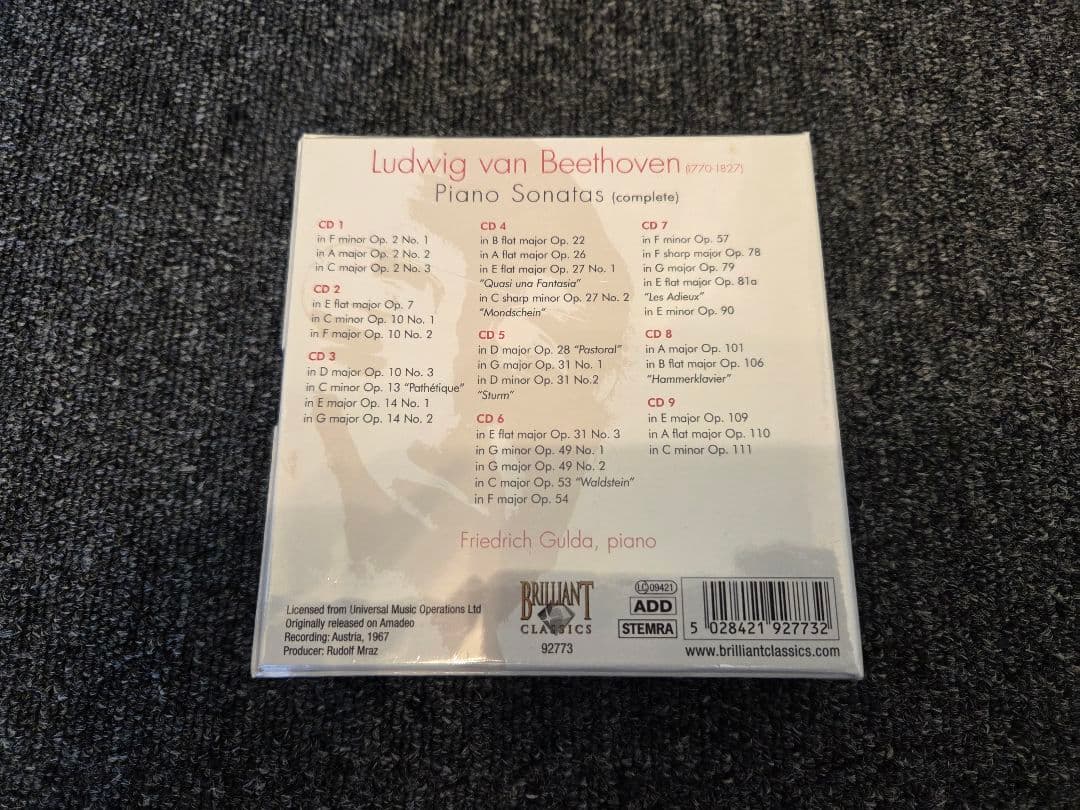 Ludwig van Beethoven (1770-1827)
Piano Sonatas (complete)
CD 1
in F minor Op. 2 No. 1
in A major Op. 2 No. 2
in C major Op. 2 No. 3
CD 2
in E flat major Op. 7
in C minor Op. 10 No. 1
in F major Op. 10 No. 2
CD 3
in D major Op. 10 No. 3
in C minor Op. 13 "Pathétique"
in E major Op. 14 No. 1
in G major Op. 14 No. 2
CD 4
in B flat major Op. 22
in A flat major Op. 26
in E flat major Op. 27 No. 1
"Quasi una Fantasia"
in C sharp minor Op. 27 No. 2
"Mondschein"
CD 5
in D major Op. 28 "Pastoral"
in G major Op. 31 No. 1
in D minor Op. 31 No.2
"Sturm"
CD 6
in E flat major Op. 31 No. 3
in G minor Op. 49 No. 1
in G major Op. 49 No. 2
in C major Op. 53 "Waldstein"
in F major Op. 54
CD 7
in F minor Op. 57
in F sharp major Op. 78
in G major Op. 79
in E flat major Op. 81a
"Les Adieux"
in E minor Op. 90
CD 8
in A major Op. 101
in B flat major Op. 106
"Hammerklavier"
CD 9
in E major Op. 109
in A flat major Op. 110
in C minor Op. 111
Friedrich Gulda, piano
Licensed from Universal Music Operations Ltd
Originally released on Amadeo
Recording: Austria, 1967
Producer: Rudolf Mraz
BRILLIANT
CLASSICS
92773
LC 09421
ADD
STEMRA
5 028421 927732
www.brilliantclassics.com